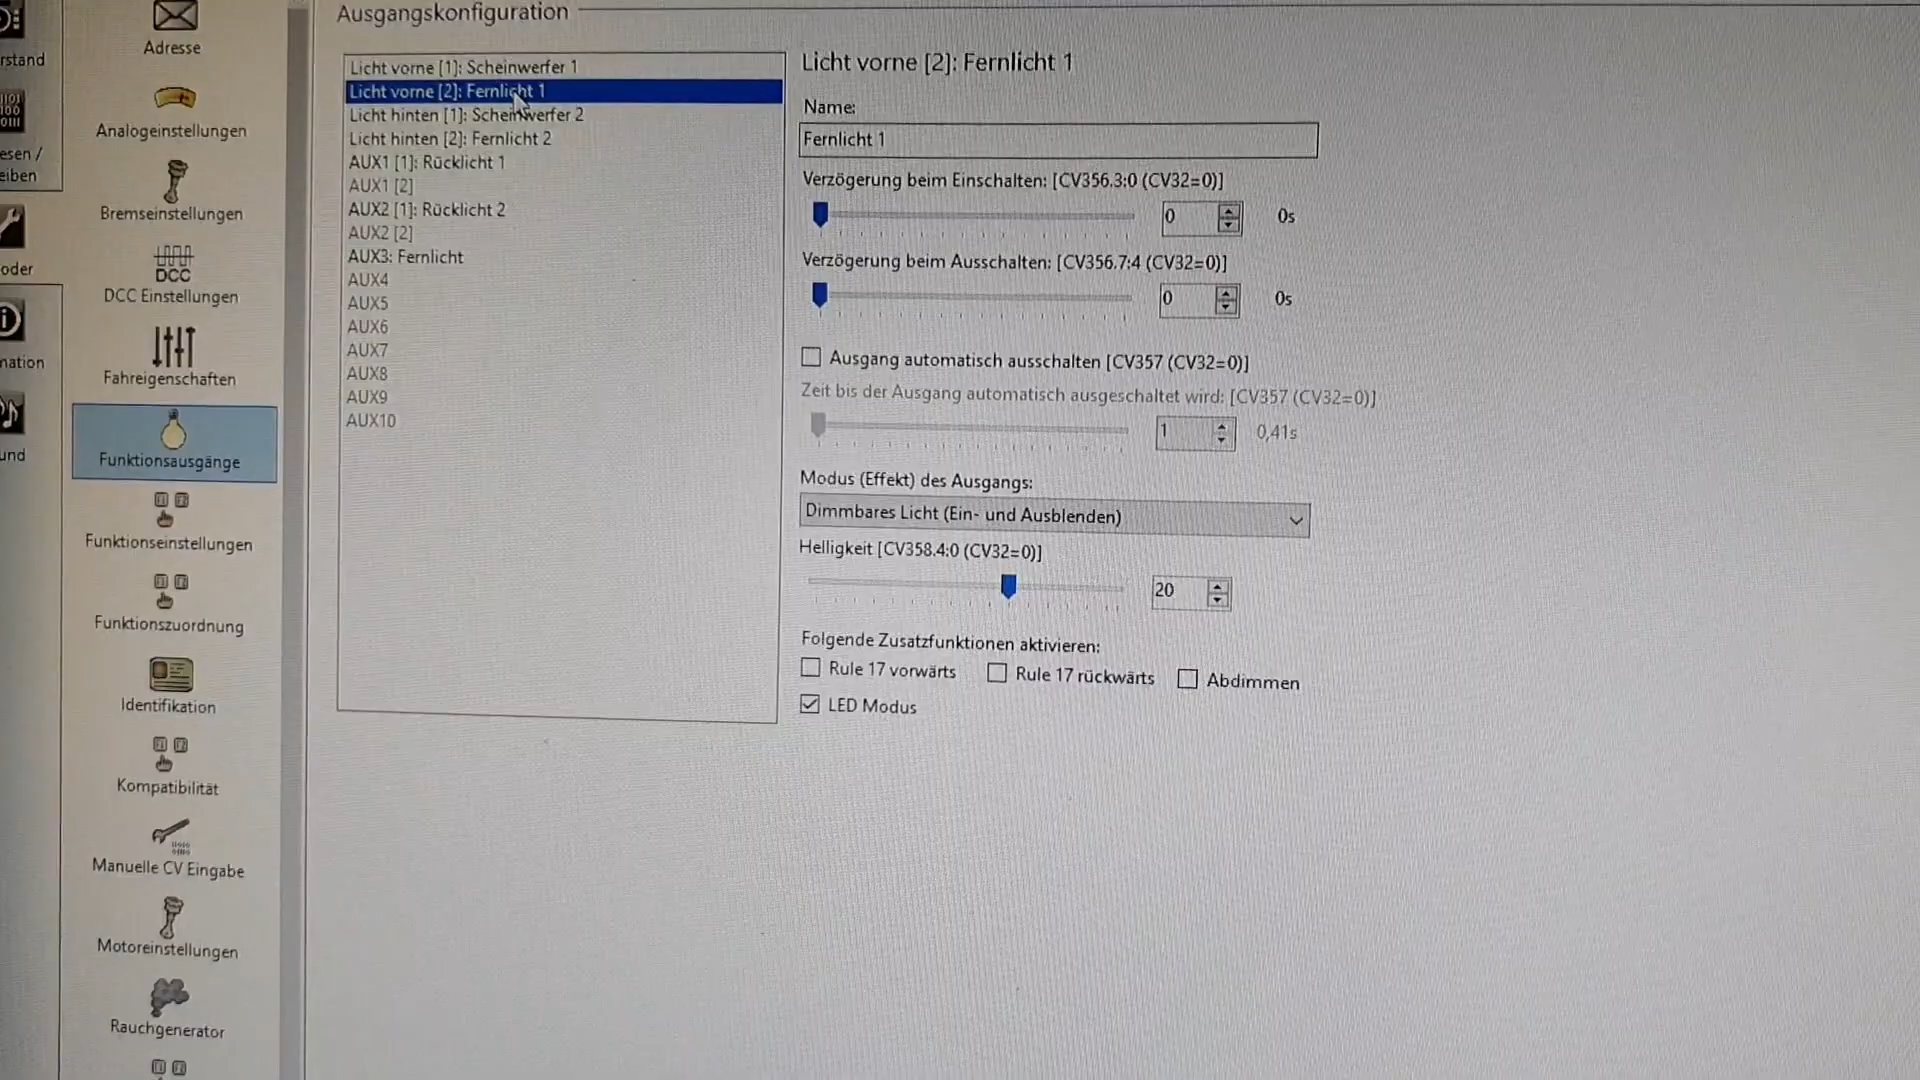 rstand
esen /
eiben
oder
mation
und
Adresse
Analogeinstellungen
Bremseinstellungen
DCC
DCC Einstellungen
Fahreigenschaften
Funktionsausgänge
Funktionseinstellungen
Funktionszuordnung
Identifikation
Kompatibilität
Manuelle CV Eingabe
Motoreinstellungen
Rauchgenerator
Ausgangskonfiguration
Licht vorne [1]: Scheinwerfer 1
Licht vorne [2]: Fernlicht 1
Licht hinten [1]: Scheinwerfer 2
Licht hinten [2]: Fernlicht 2
AUX1 [1]: Rücklicht 1
AUX1 [2]
AUX2 [1]: Rücklicht 2
AUX2 [2]
AUX3: Fernlicht
AUX4
AUX5
AUX6
AUX7
AUX8
AUX9
AUX10
Licht vorne [2]: Fernlicht 1
Name:
Fernlicht 1
Verzögerung beim Einschalten: [CV356.3:0 (CV32=0)]
0 0s
Verzögerung beim Ausschalten: [CV356.7:4 (CV32=0)]
0 0s
Ausgang automatisch ausschalten [CV357 (CV32=0)]
Zeit bis der Ausgang automatisch ausgeschaltet wird: [CV357 (CV32=0)]
1 0,41s
Modus (Effekt) des Ausgangs:
Dimmbares Licht (Ein- und Ausblenden)
Helligkeit [CV358.4:0 (CV32=0)]
20
Folgende Zusatzfunktionen aktivieren:
Rule 17 vorwärts Rule 17 rückwärts Abdimmen
LED Modus